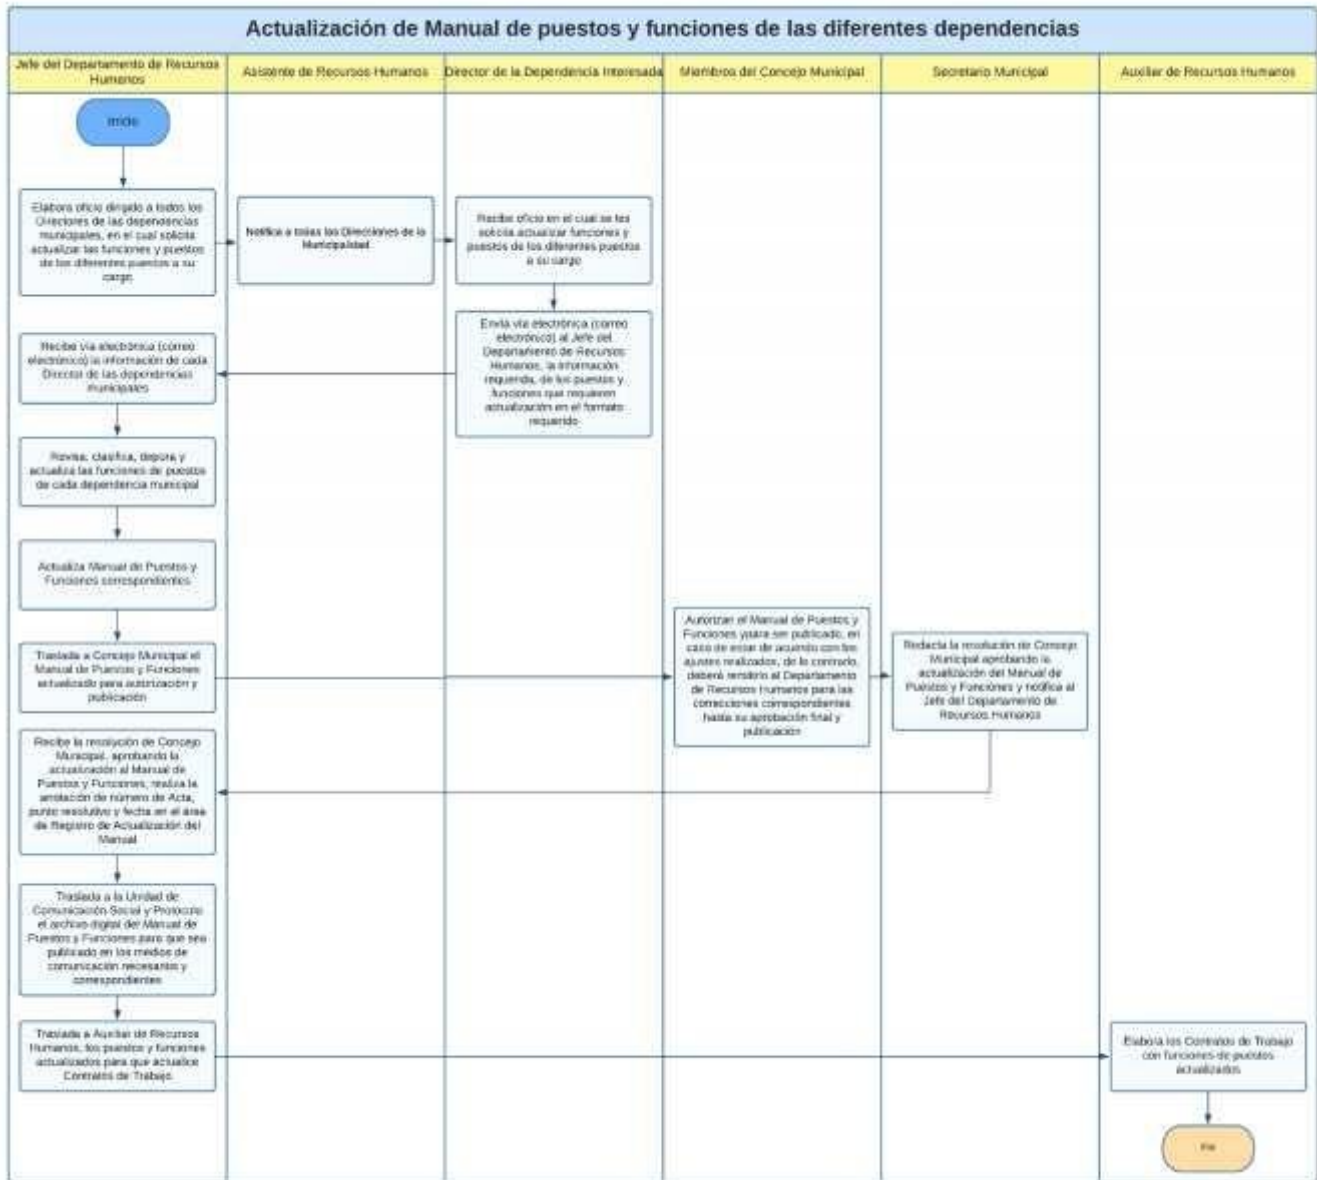 Actualización de Manual de puestos y funciones de las diferentes dependencias
Jefe del Departamento de Recursos
Humanos
Asistente de Recursos Humanos
Director de la Dependencia Interesada
Miembros del Concejo Municipal
Secretario Municipal
Auxiliar de Recursos Humanos
Inicio
Elabora oficio dirigido a todos los
Directores de las dependencias
municipales, en el cual solicita
actualizar las funciones y puestos
de los diferentes puestos a su
cargo
Notifica a todas las Direcciones de la
Municipalidad
Recibe oficio en el cual se les
solicita actualizar funciones y
puestos de los diferentes puestos
a su cargo
Envía vía electrónica (correo
electrónico) al Jefe del
Departamento de Recursos
Humanos, la información
requerida, de los puestos y
funciones que requieren
actualización en el formato
requerido
Recibe vía electrónica (correo
electrónico) la información de cada
Director de las dependencias
municipales
Revisa, clasifica, depura y
actualiza las funciones de puestos
de cada dependencia municipal
Actualiza Manual de Puestos y
Funciones correspondientes
Traslada a Concejo Municipal el
Manual de Puestos y Funciones
actualizado para autorización y
publicación
Autorizan el Manual de Puestos y
Funciones ypara ser publicado, en
caso de estar de acuerdo con los
ajustes realizados, de lo contrario,
deberá remitirlo al Departamento
de Recursos Humanos para las
correcciones correspondientes
hasta su aprobación final y
publicación
Redacta la resolución de Concejo
Municipal aprobando la
actualización del Manual de
Puestos y Funciones y notifica al
Jefe del Departamento de
Recursos Humanos
Recibe la resolución de Concejo
Municipal, aprobando la
actualización al Manual de
Puestos y Funciones, realiza la
anotación de número de Acta,
punto resolutivo y fecha en el área
de Registro de Actualización del
Manual
Traslada a la Unidad de
Comunicación Social y Protocolo
el archivo digital del Manual de
Puestos y Funciones para que sea
publicado en los medios de
comunicación necesarios y
correspondientes
Traslada a Auxiliar de Recursos
Humanos, los puestos y funciones
actualizados para que actualice
Contratos de Trabajo
Elabora los Contratos de Trabajo
con funciones de puestos
actualizados
Fin